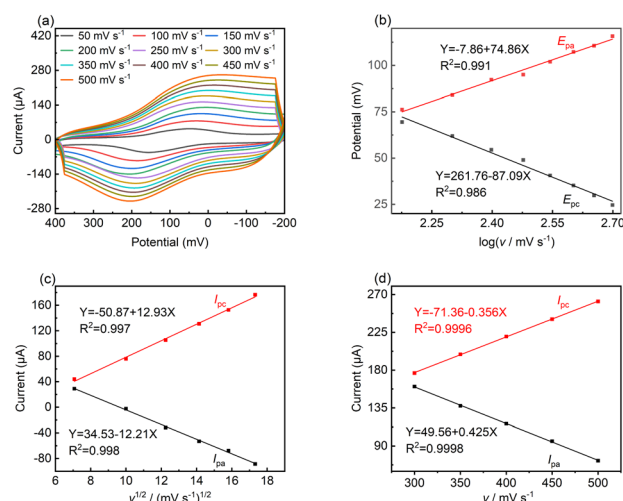 (a)
50 mV s⁻¹ 100 mV s⁻¹ 150 mV s⁻¹
200 mV s⁻¹ 250 mV s⁻¹ 300 mV s⁻¹
350 mV s⁻¹ 400 mV s⁻¹ 450 mV s⁻¹
500 mV s⁻¹
420
280
140
0
-140
-280
Current (μA)
400 300 200 100 0 -100 -200
Potential (mV)
(b)
Y=-7.86+74.86X
R²=0.991
Epa
Y=261.76-87.09X
R²=0.986
Epc
100
75
50
25
Potential (mV)
2.25 2.40 2.55 2.70
log(v / mV s⁻¹)
(c)
Y=-50.87+12.93X
R²=0.997
Ipc
Y=34.53-12.21X
R²=0.998
Ipa
160
120
80
40
0
-40
-80
Current (μA)
6 8 10 12 14 16 18
v¹/² / (mV s⁻¹)¹/²
(d)
Y=-71.36-0.356X
R²=0.9996
Ipc
Y=49.56+0.425X
R²=0.9998
Ipa
270
225
180
135
90
Current (μA)
300 350 400 450 500
v / mV s⁻¹